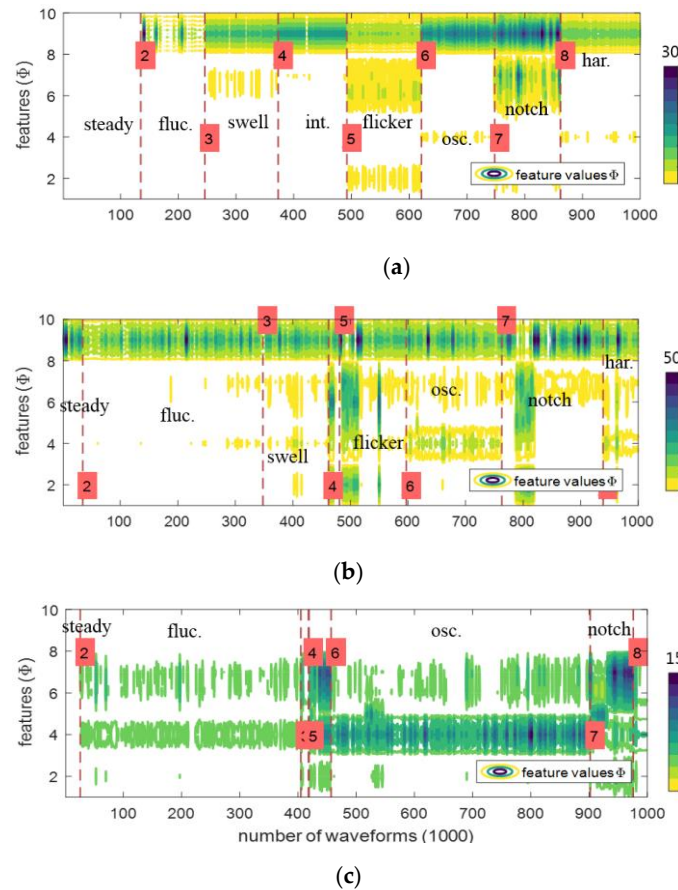 10
8
6
4
2
features (Φ)
30
2
4
6
8
har.
steady
fluc.
swell
int.
flicker
osc.
notch
3
5
7
feature values Φ
100 200 300 400 500 600 700 800 900 1000
(a)
10
8
6
4
2
features (Φ)
50
3
5
7
steady
fluc.
swell
flicker
osc.
notch
har.
2
4
6
feature values Φ
100 200 300 400 500 600 700 800 900 1000
(b)
10
8
6
4
2
features (Φ)
15
steady
fluc.
osc.
notch
2
4
6
8
5
7
feature values Φ
100 200 300 400 500 600 700 800 900 1000
number of waveforms (1000)
(c)